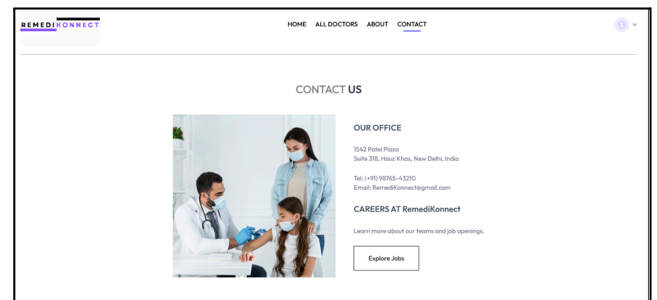 REMEDIKONNECT
HOME ALL DOCTORS ABOUT CONTACT
CONTACT US
OUR OFFICE
1542 Patel Plaza
Suite 318, Hauz Khas, New Delhi, India
Tel: (+91) 98765-43210
Email: RemediKonnect@gmail.com
CAREERS AT RemediKonnect
Learn more about our teams and job openings.
Explore Jobs